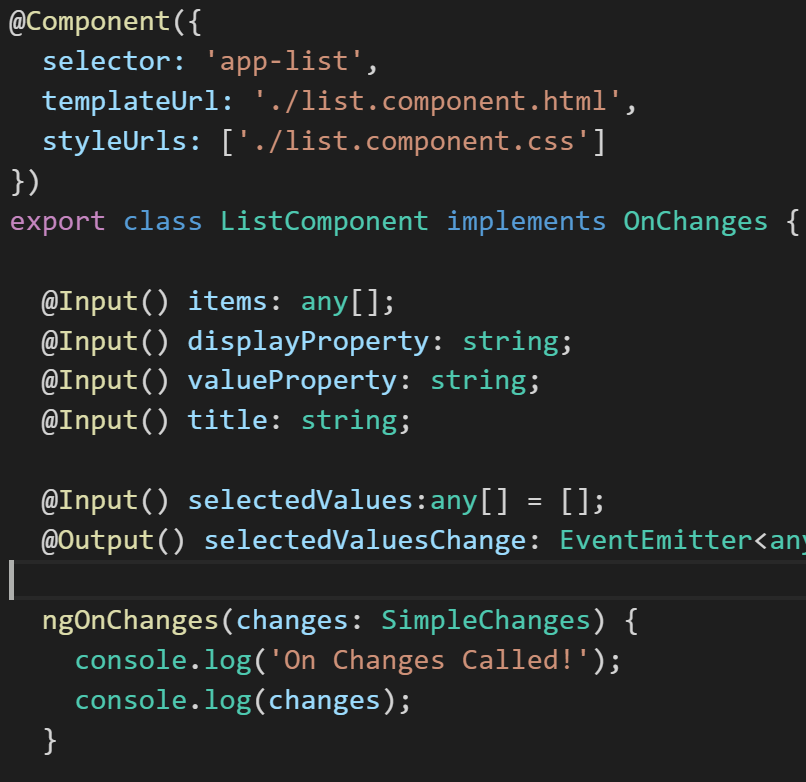 @Component({
  selector: 'app-list',
  templateUrl: './list.component.html',
  styleUrls: ['./list.component.css']
})
export class ListComponent implements OnChanges {
  @Input() items: any[];
  @Input() displayProperty: string;
  @Input() valueProperty: string;
  @Input() title: string;
  @Input() selectedValues:any[] = [];
  @Output() selectedValuesChange: EventEmitter<any
  ngOnChanges(changes: SimpleChanges) {
    console.log('On Changes Called!');
    console.log(changes);
  }